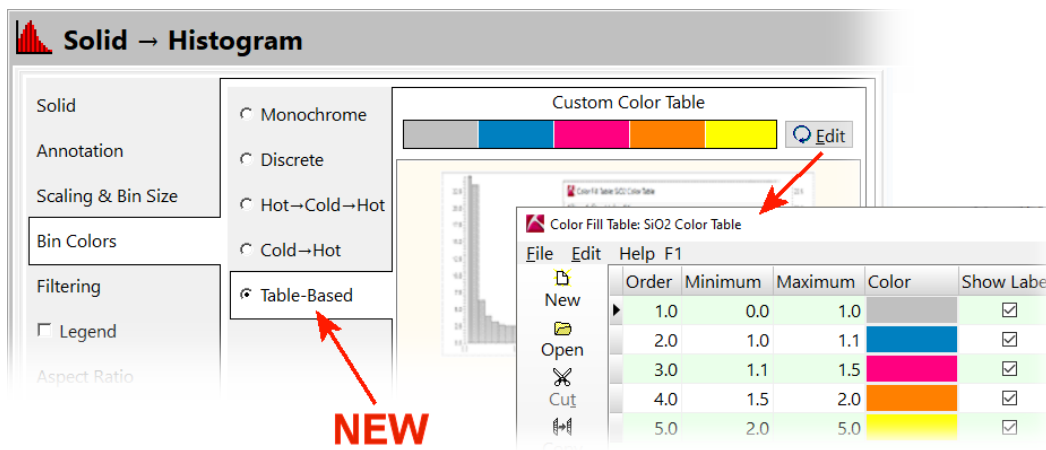 Solid → Histogram
Solid
Annotation
Scaling & Bin Size
Bin Colors
Filtering
Legend
Aspect Ratio
Monochrome
Discrete
Hot→Cold→Hot
Cold→Hot
Table-Based
NEW
Custom Color Table
Edit
Color Fill Table: SiO2 Color Table
File Edit Help F1
New
Open
Cut
Order Minimum Maximum Color Show Labe
1.0 0.0 1.0
2.0 1.0 1.1
3.0 1.1 1.5
4.0 1.5 2.0
5.0 2.0 5.0